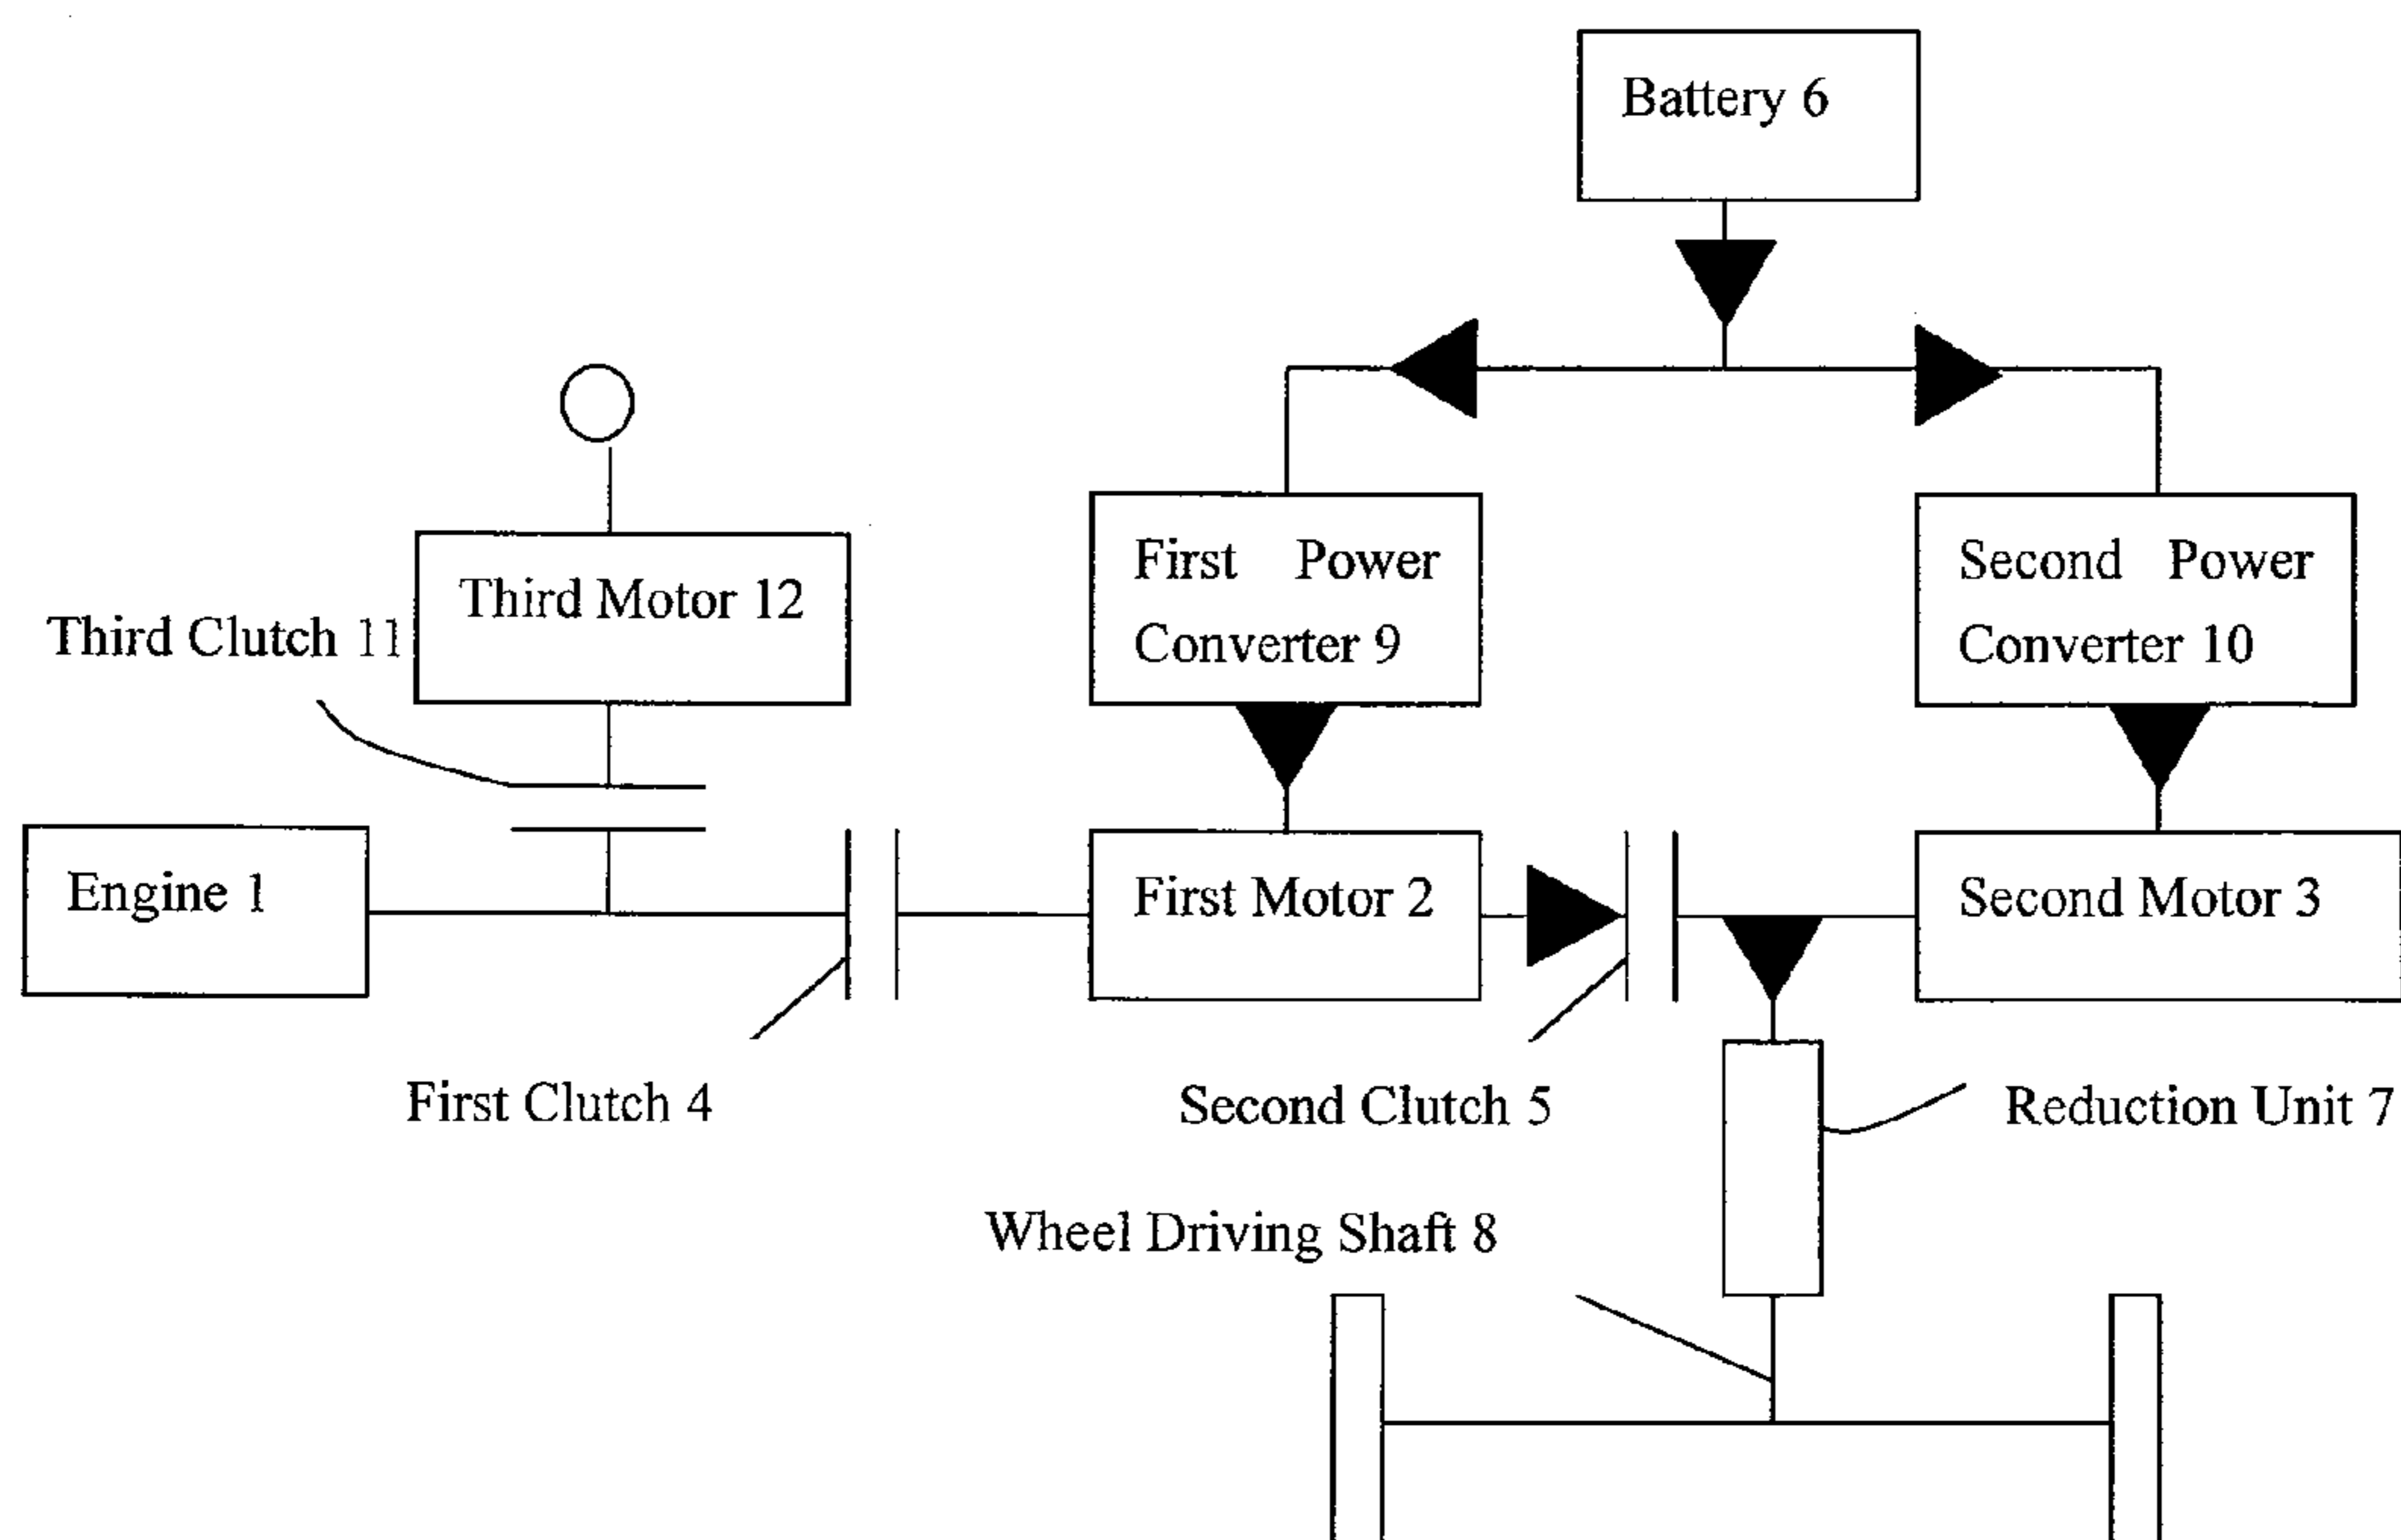 Battery 6
First Power
Converter 9
Second Power
Converter 10
Third Motor 12
Third Clutch 11
Engine 1
First Motor 2
Second Motor 3
First Clutch 4
Second Clutch 5
Reduction Unit 7
Wheel Driving Shaft 8